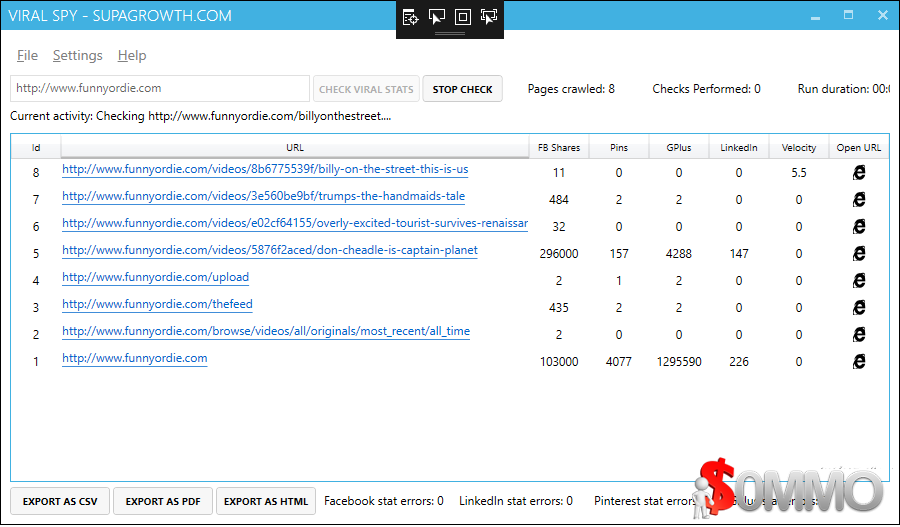 VIRAL SPY - SUPAGROWTH.COM
File Settings Help
http://www.funnyordie.com CHECK VIRAL STATS STOP CHECK Pages crawled: 8 Checks Performed: 0 Run duration: 00:0
Current activity: Checking http://www.funnyordie.com/billyonthestreet....
Id URL FB Shares Pins GPlus LinkedIn Velocity Open URL
8 http://www.funnyordie.com/videos/8b6775539f/billy-on-the-street-this-is-us 11 0 0 0 5.5
7 http://www.funnyordie.com/videos/3e560be9bf/trumps-the-handmaids-tale 484 2 2 0 0
6 http://www.funnyordie.com/videos/e02cf64155/overly-excited-tourist-survives-renaissar 32 0 0 0 0
5 http://www.funnyordie.com/videos/5876f2aced/don-cheadle-is-captain-planet 296000 157 4288 147 0
4 http://www.funnyordie.com/upload 2 1 2 0 0
3 http://www.funnyordie.com/thefeed 435 2 2 0 0
2 http://www.funnyordie.com/browse/videos/all/originals/most_recent/all_time 2 0 0 0 0
1 http://www.funnyordie.com 103000 4077 1295590 226 0
EXPORT AS CSV EXPORT AS PDF EXPORT AS HTML Facebook stat errors: 0 LinkedIn stat errors: 0 Pinterest stat
$OMMO